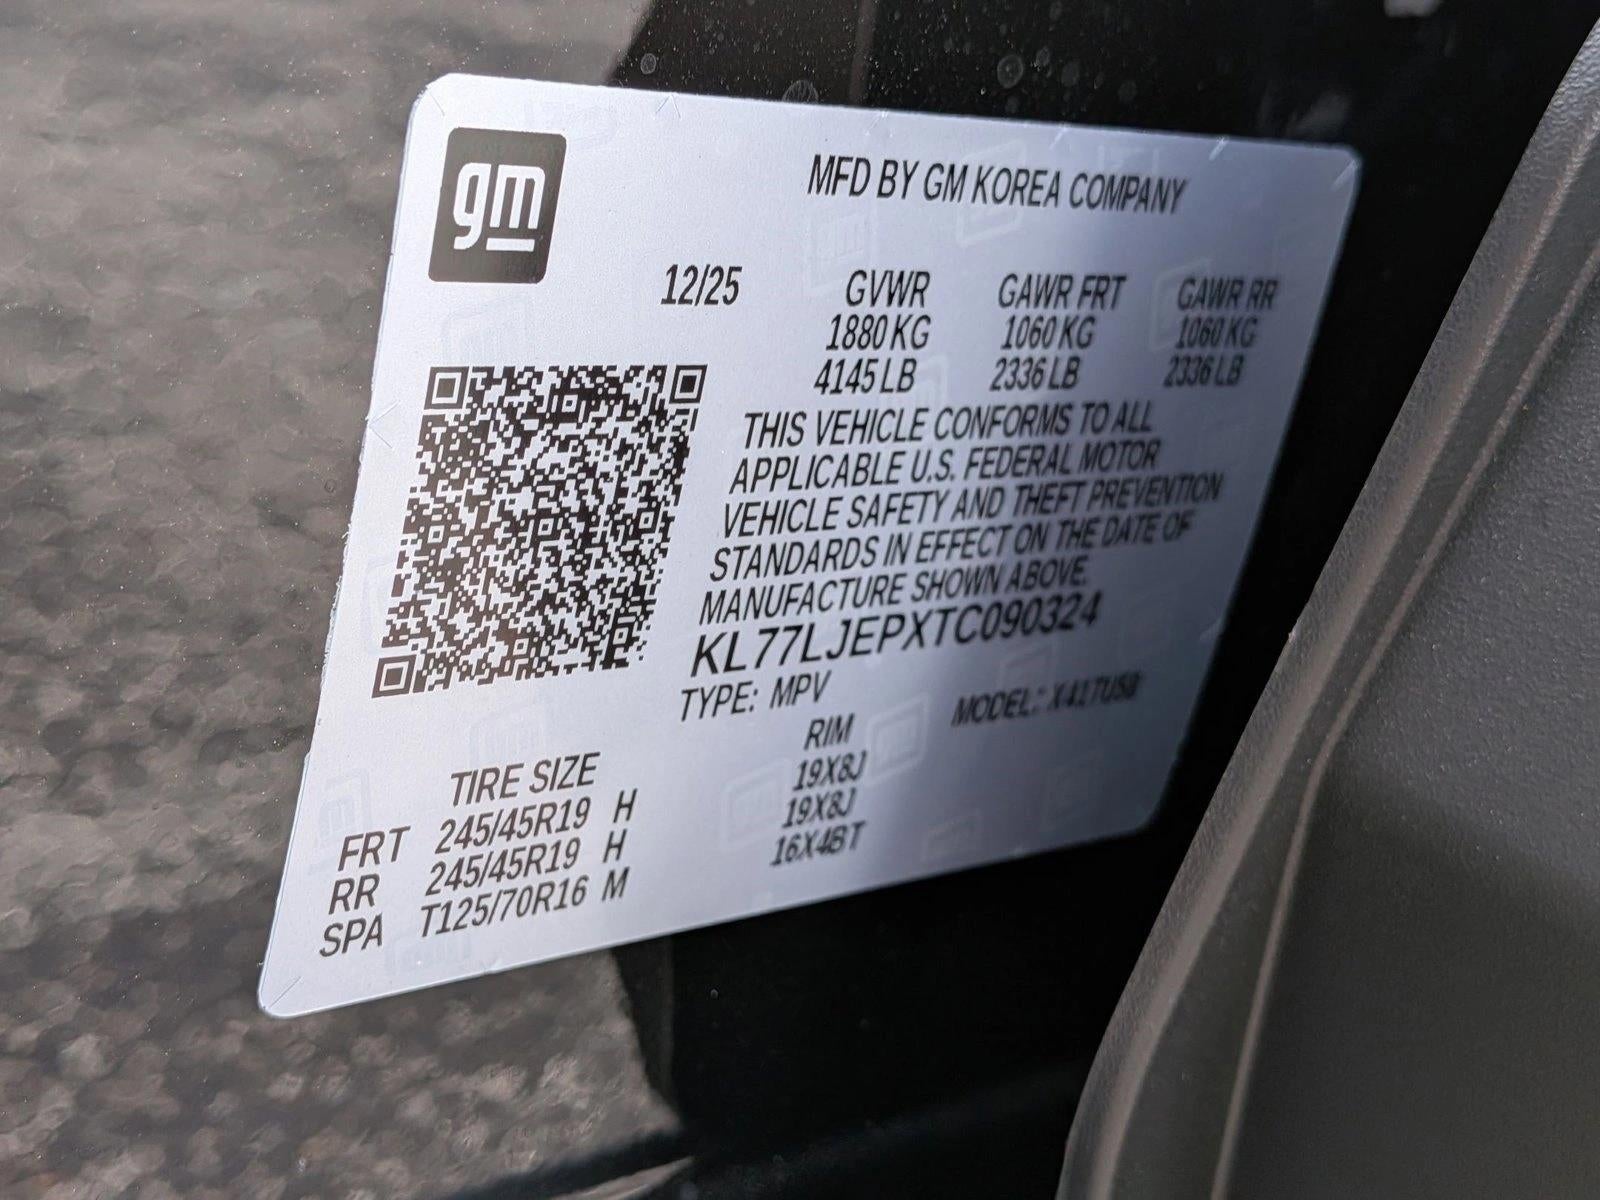 gm
MFD BY GM KOREA COMPANY
12/25 GVWR GAWR FRT GAWR RR
1880 KG 1060 KG 1060 KG
4145 LB 2336 LB 2336 LB
THIS VEHICLE CONFORMS TO ALL
APPLICABLE U.S. FEDERAL MOTOR
VEHICLE SAFETY AND THEFT PREVENTION
STANDARDS IN EFFECT ON THE DATE OF
MANUFACTURE SHOWN ABOVE.
KL77LJEPXTC090324
TYPE: MPV MODEL:
TIRE SIZE RIM
FRT 245/45R19 H 19X8J
RR 245/45R19 H 19X8J
SPA T125/70R16 M 16X4BT